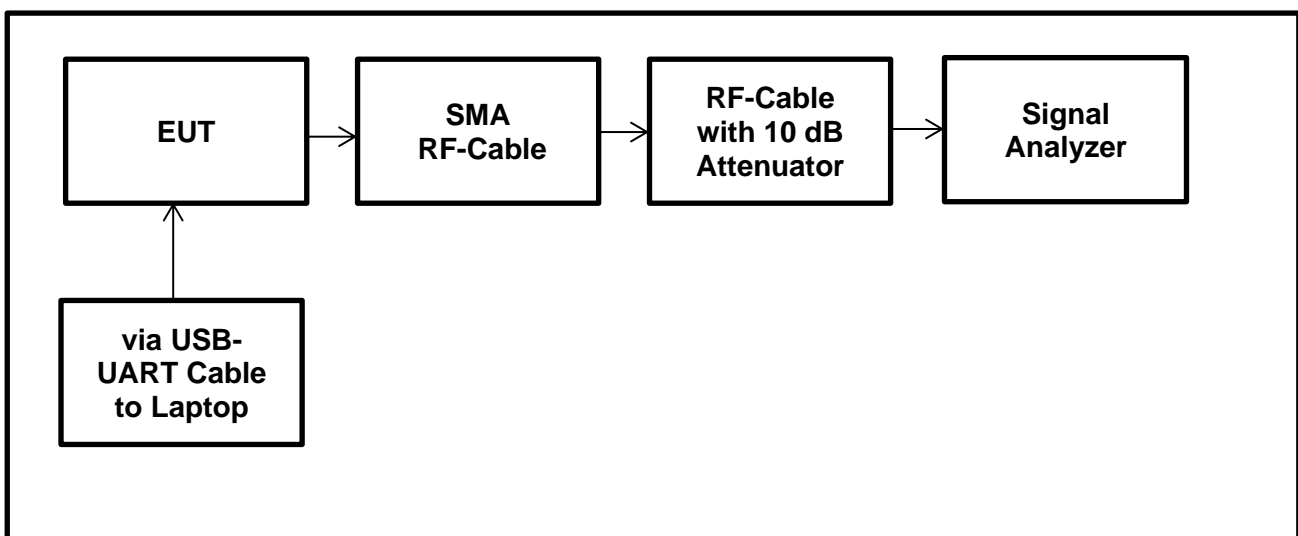 EUT
SMA
RF-Cable
RF-Cable
with 10 dB
Attenuator
Signal
Analyzer
via USB-
UART Cable
to Laptop